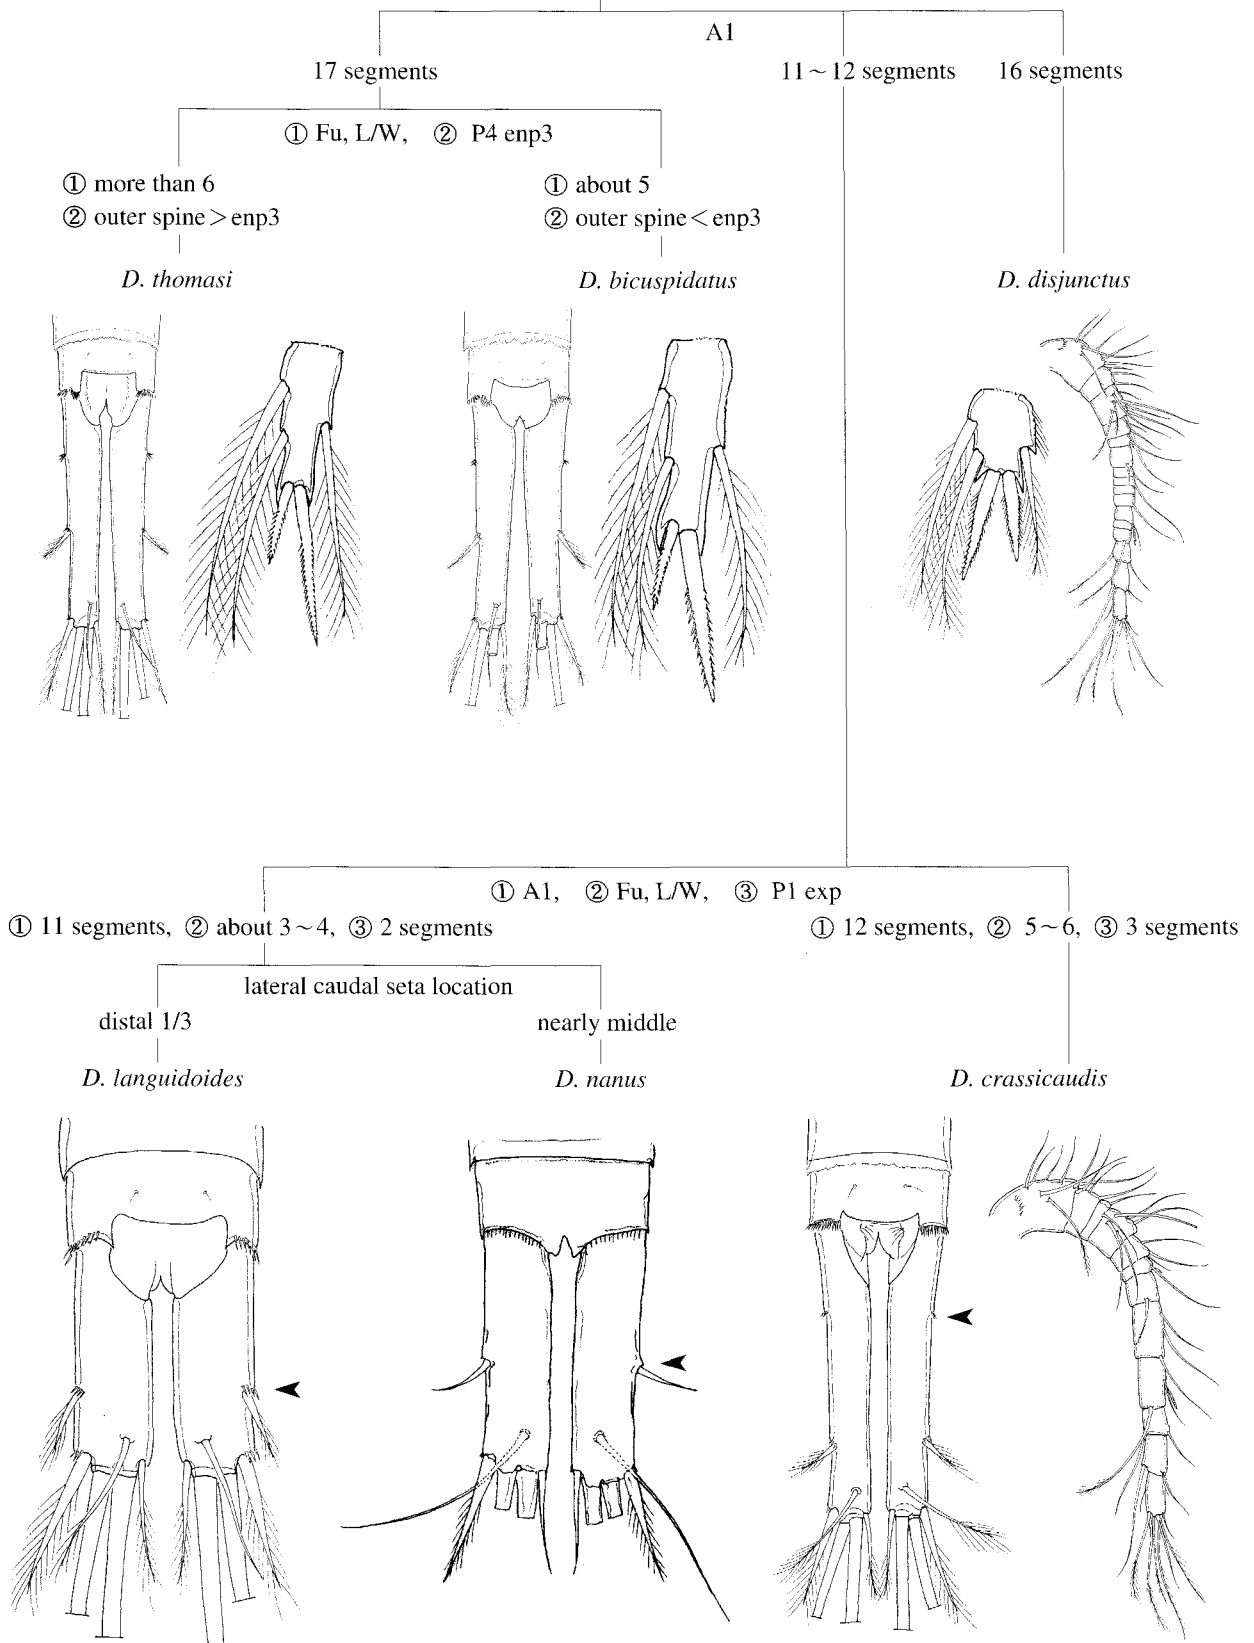 A1
17 segments
11～12 segments
16 segments
① Fu, L/W, ② P4 enp3
① more than 6
② outer spine＞enp3
① about 5
② outer spine＜enp3
D. thomasi
D. bicuspidatus
D. disjunctus
① A1, ② Fu, L/W, ③ P1 exp
① 11 segments, ② about 3～4, ③ 2 segments
① 12 segments, ② 5～6, ③ 3 segments
lateral caudal seta location
distal 1/3
nearly middle
D. languidoides
D. nanus
D. crassicaudis